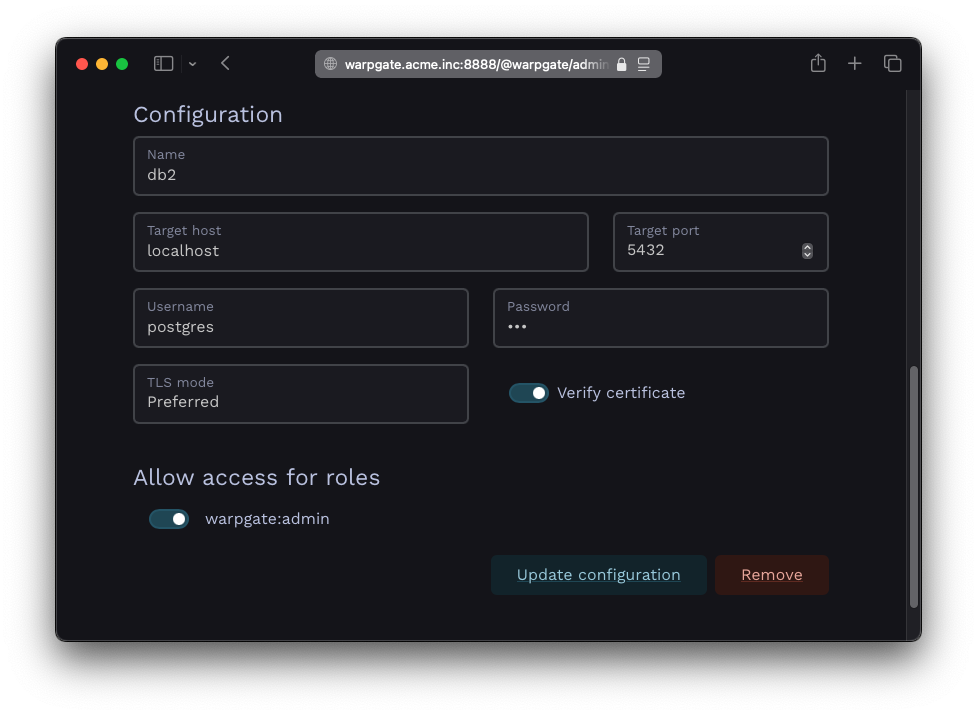 warpgate.acme.inc:8888/@warpgate/admin
Configuration
Name
db2
Target host
localhost
Target port
5432
Username
postgres
Password
•••
TLS mode
Preferred
Verify certificate
Allow access for roles
warpgate:admin
Update configuration
Remove